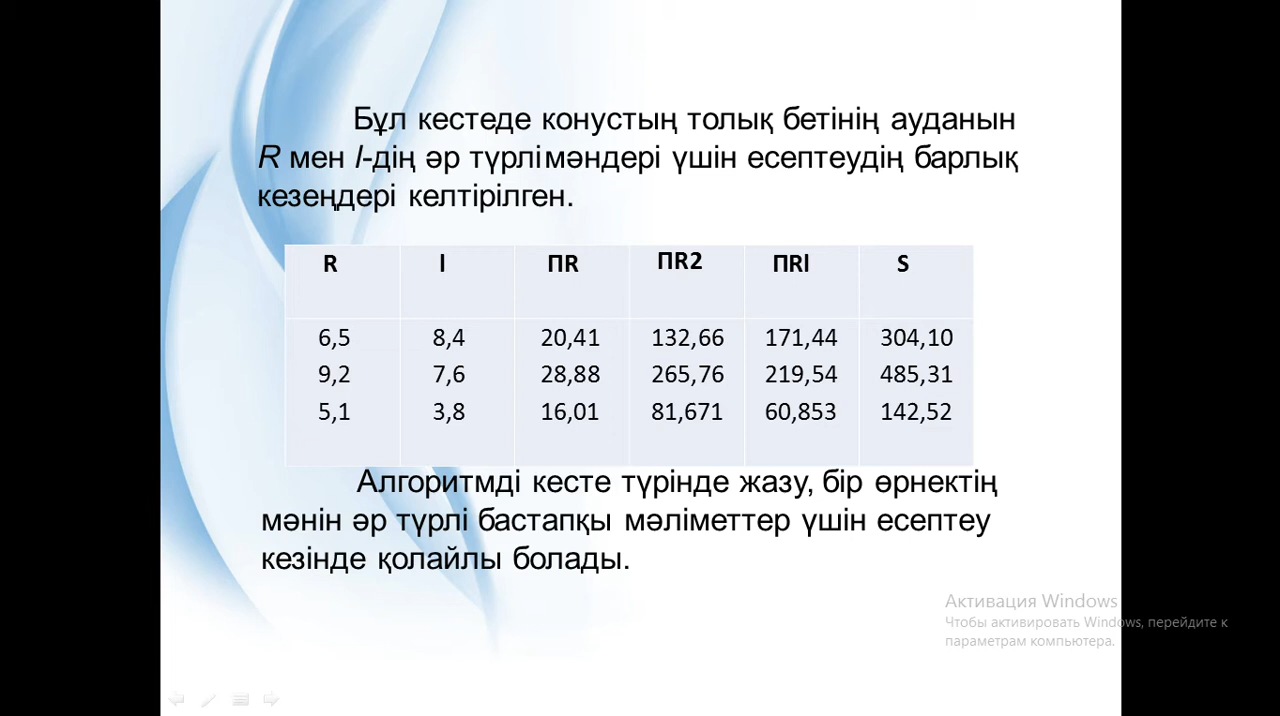 Бұл кестеде конустың толық бетінің ауданын
R мен l-дің әр түрлі мәндері үшін есептеудің барлық
кезеңдері келтірілген.
R l ПR ПR2 ПRl S
6,5 8,4 20,41 132,66 171,44 304,10
9,2 7,6 28,88 265,76 219,54 485,31
5,1 3,8 16,01 81,671 60,853 142,52
Алгоритмді кесте түрінде жазу, бір өрнектің
мәнін әр түрлі бастапқы мәліметтер үшін есептеу
кезінде қолайлы болады.
Активация Windows
Чтобы активировать Windows, перейдите к
параметрам компьютера.